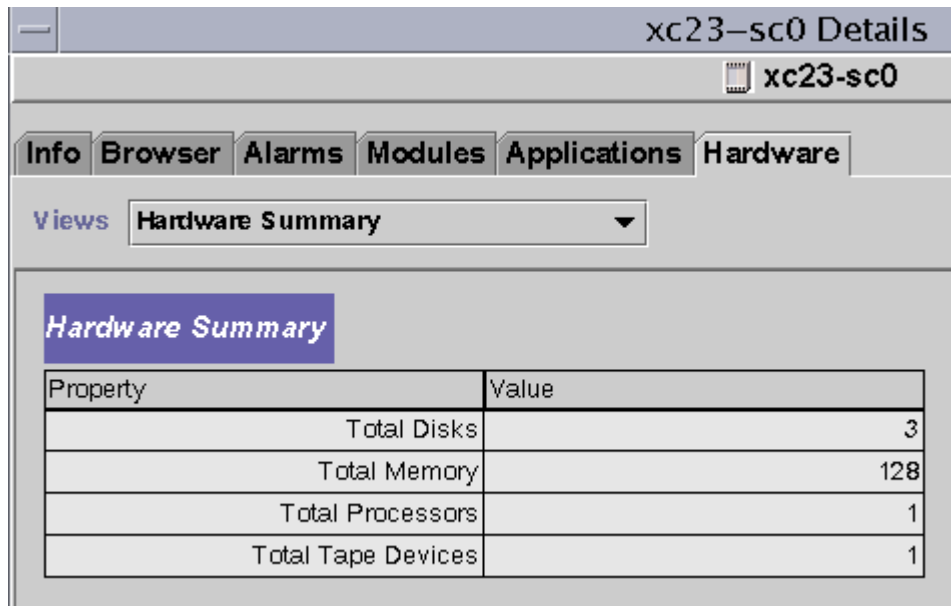 xc23–sc0 Details
xc23-sc0
Info Browser Alarms Modules Applications Hardware
Views Hardware Summary
Hardware Summary
Property Value
Total Disks 3
Total Memory 128
Total Processors 1
Total Tape Devices 1